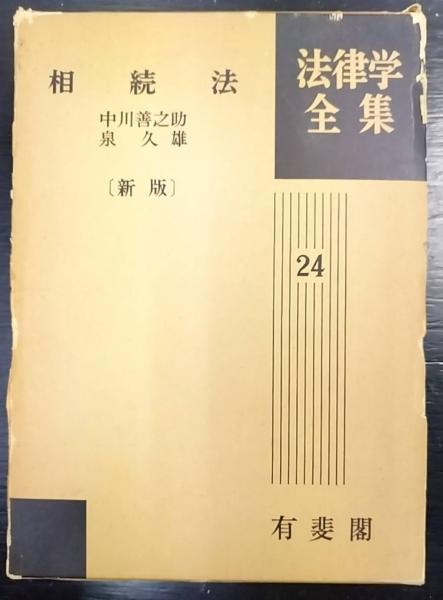 法律学
全集
相続法
中川善之助
泉久雄
〔新版〕
24
有斐閣